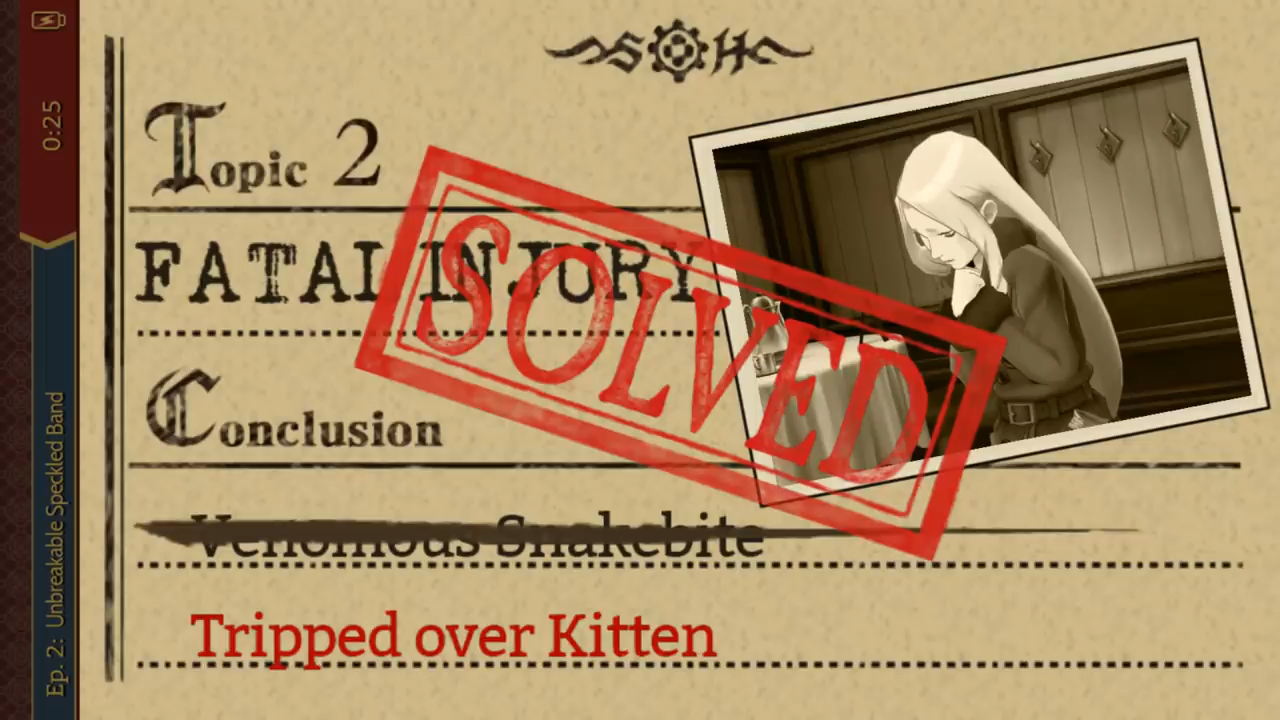 0:25
Ep. 2: Unbreakable Speckled Band
S H
Topic 2
FATAL INJURY
SOLVED
Conclusion
Venomous Snakebite
Tripped over Kitten